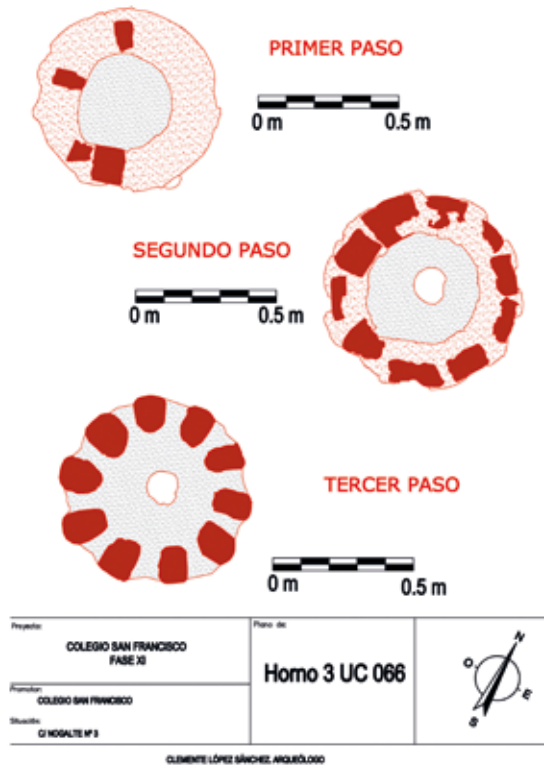 PRIMER PASO
0 m 0.5 m
SEGUNDO PASO
0 m 0.5 m
TERCER PASO
0 m 0.5 m
Proyecto:
COLEGIO SAN FRANCISCO
FASE XI
Promotor:
COLEGIO SAN FRANCISCO
Situación:
C/ NOGALTE Nº 3
Plano de:
Horno 3 UC 066
N
O
E
S
CLEMENTE LÓPEZ SÁNCHEZ. ARQUEÓLOGO